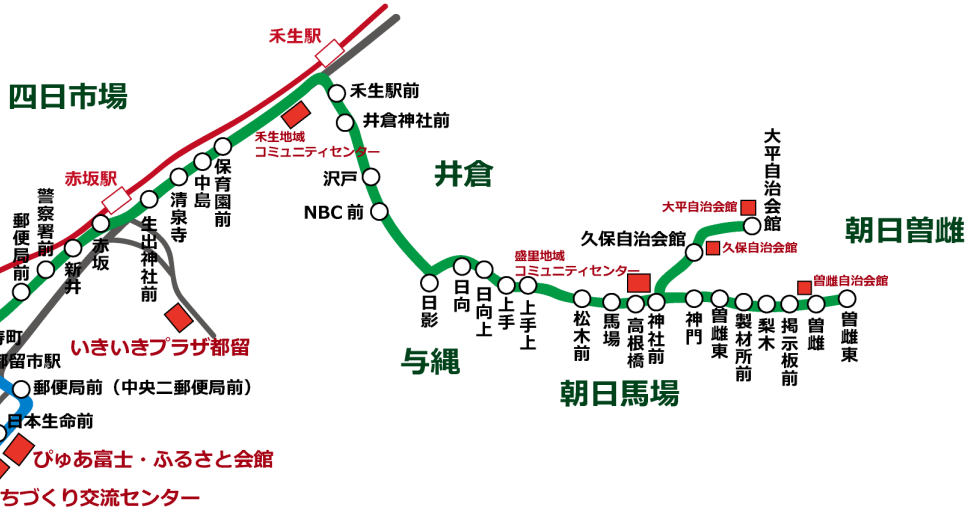 禾生駅
四日市場
禾生駅前
井倉神社前
禾生地域
コミュニティセンター
保育園前
中島
清泉寺
生出神社前
赤坂駅
赤坂
新井
警察署前
郵便局前
沢戸
NBC前
井倉
大平自治会館
大平自治会館
久保自治会館
久保自治会館
朝日曽雌
盛里地域
コミュニティセンター
曽雌自治会館
日影
日向
日向上
上手
上手上
松木前
馬場
高根橋
神社前
神門
曽雌東
製材所前
梨木
掲示板前
曽雌
曽雌東
いきいきプラザ都留
与縄
朝日馬場
町
留市駅
郵便局前（中央二郵便局前）
日本生命前
ぴゅあ富士・ふるさと会館
ちづくり交流センター